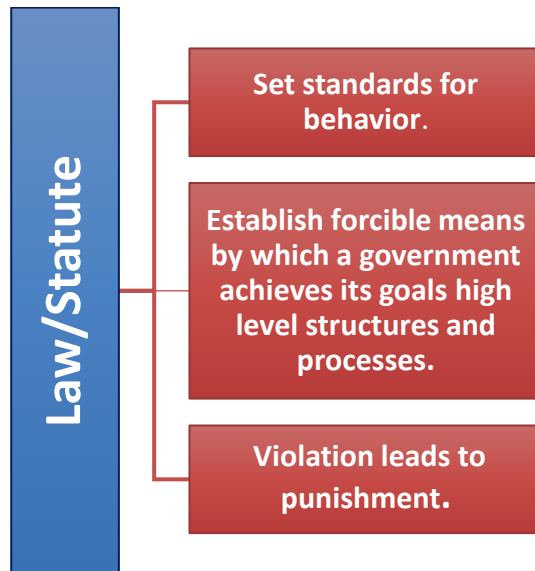 Law/Statute
Set standards for
behavior.
Establish forcible means
by which a government
achieves its goals high
level structures and
processes.
Violation leads to
punishment.